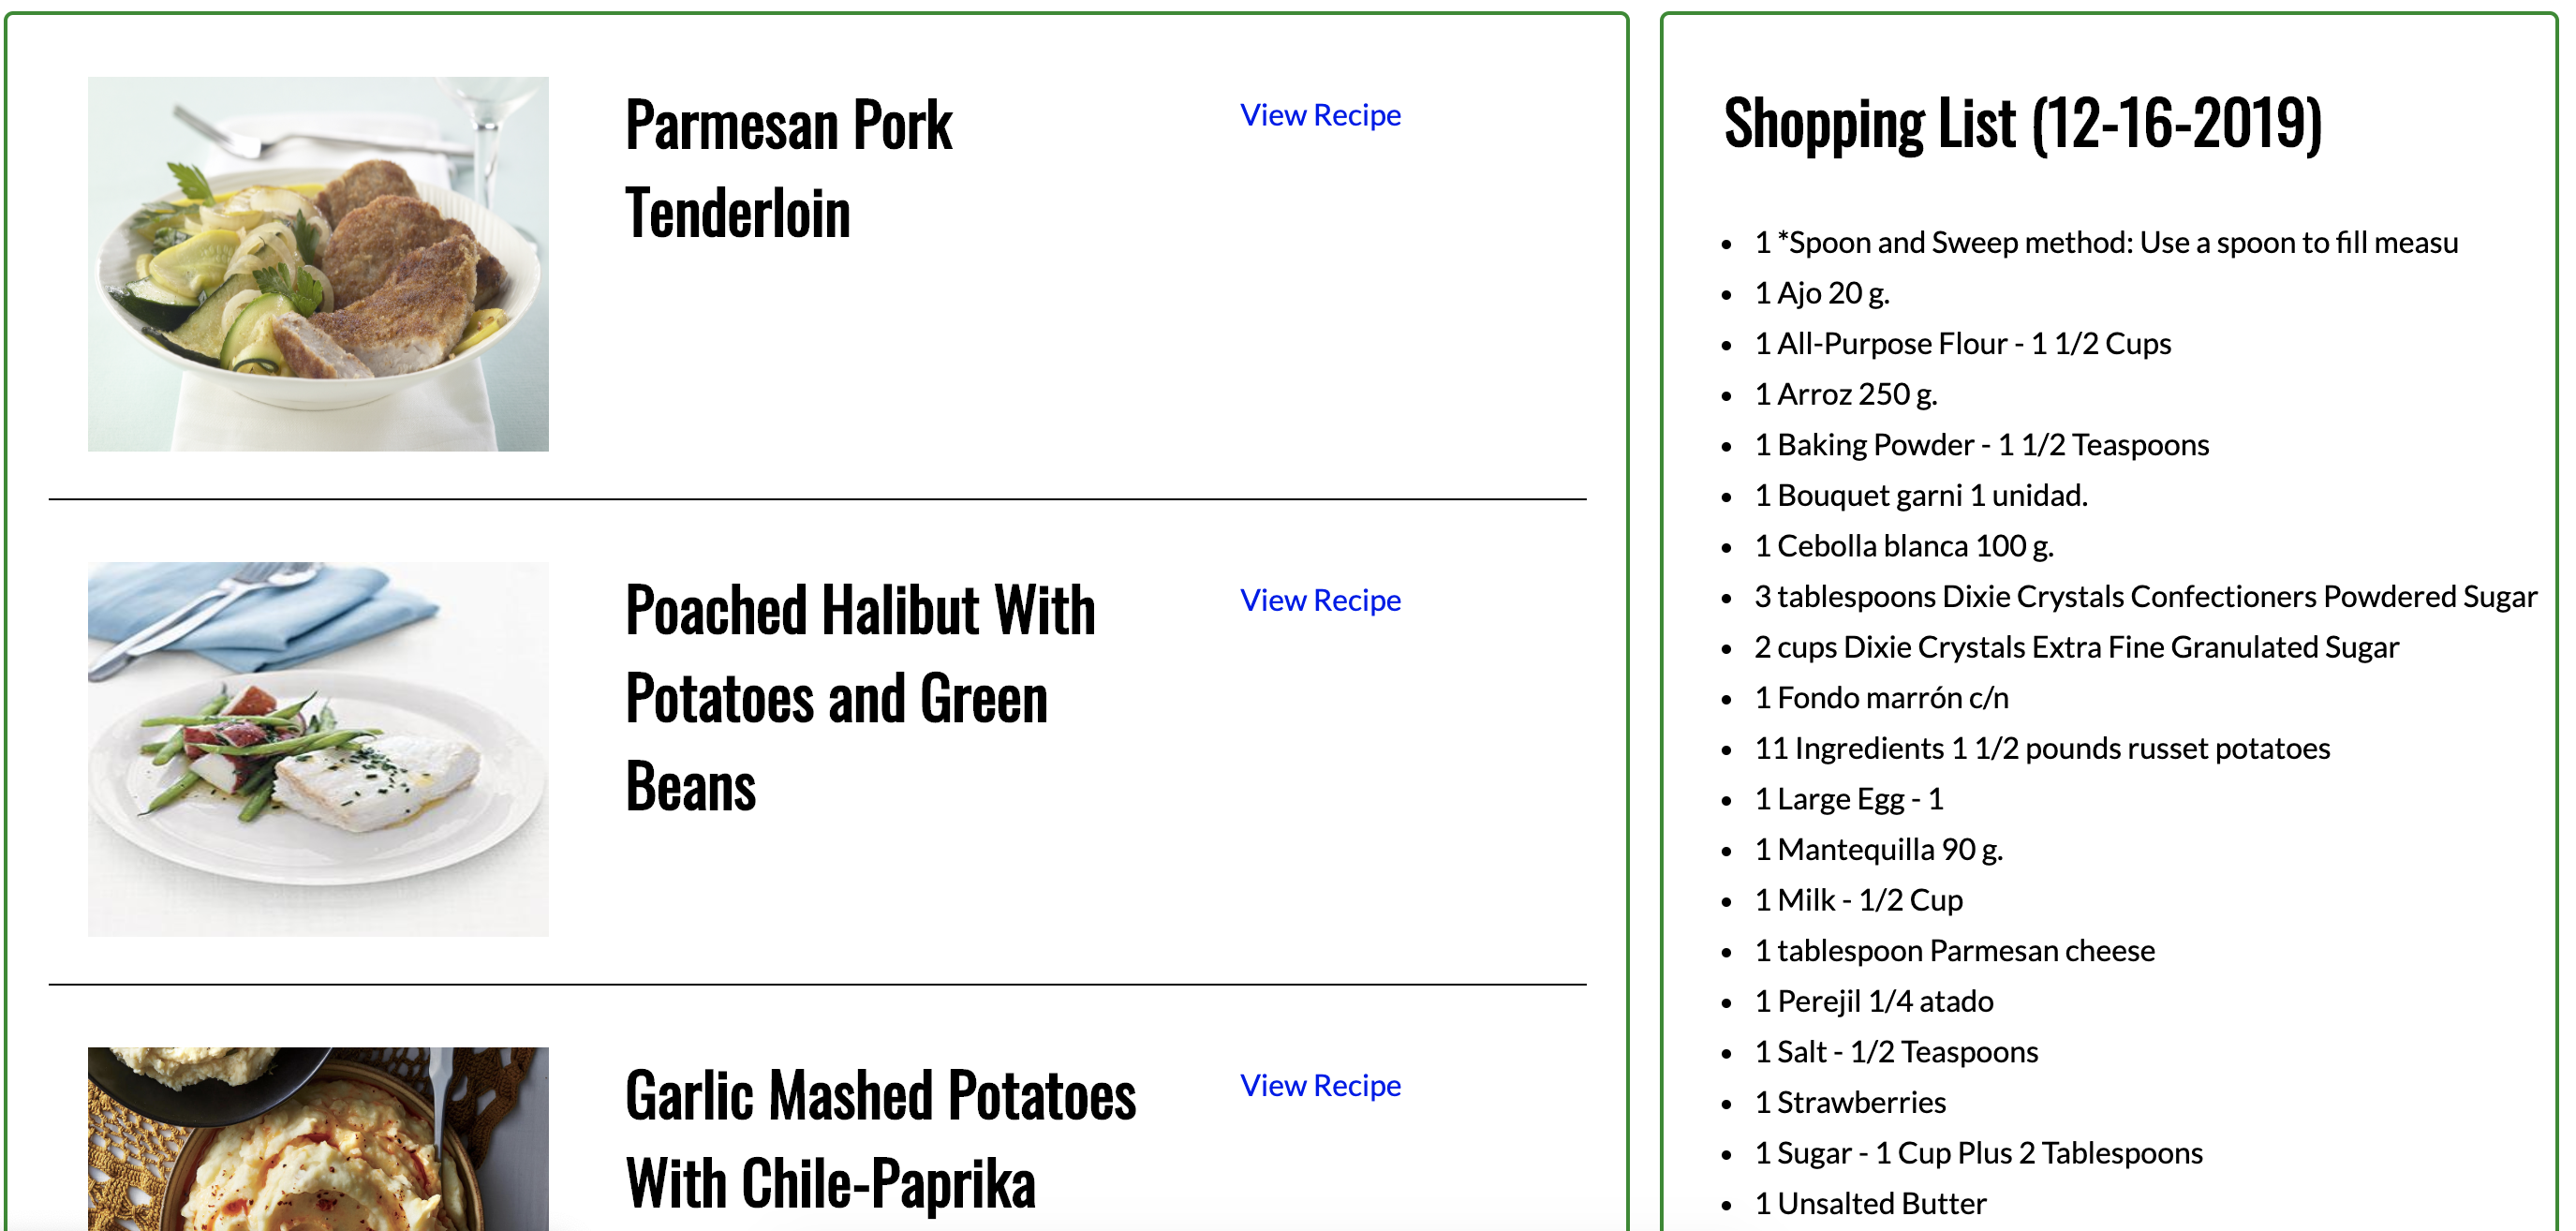 Parmesan Pork
Tenderloin
View Recipe
Poached Halibut With
Potatoes and Green
Beans
View Recipe
Garlic Mashed Potatoes
With Chile-Paprika
View Recipe
Shopping List (12-16-2019)
1 *Spoon and Sweep method: Use a spoon to fill measu
1 Ajo 20 g.
1 All-Purpose Flour - 1 1/2 Cups
1 Arroz 250 g.
1 Baking Powder - 1 1/2 Teaspoons
1 Bouquet garni 1 unidad.
1 Cebolla blanca 100 g.
3 tablespoons Dixie Crystals Confectioners Powdered Sugar
2 cups Dixie Crystals Extra Fine Granulated Sugar
1 Fondo marrón c/n
11 Ingredients 1 1/2 pounds russet potatoes
1 Large Egg - 1
1 Mantequilla 90 g.
1 Milk - 1/2 Cup
1 tablespoon Parmesan cheese
1 Perejil 1/4 atado
1 Salt - 1/2 Teaspoons
1 Strawberries
1 Sugar - 1 Cup Plus 2 Tablespoons
1 Unsalted Butter